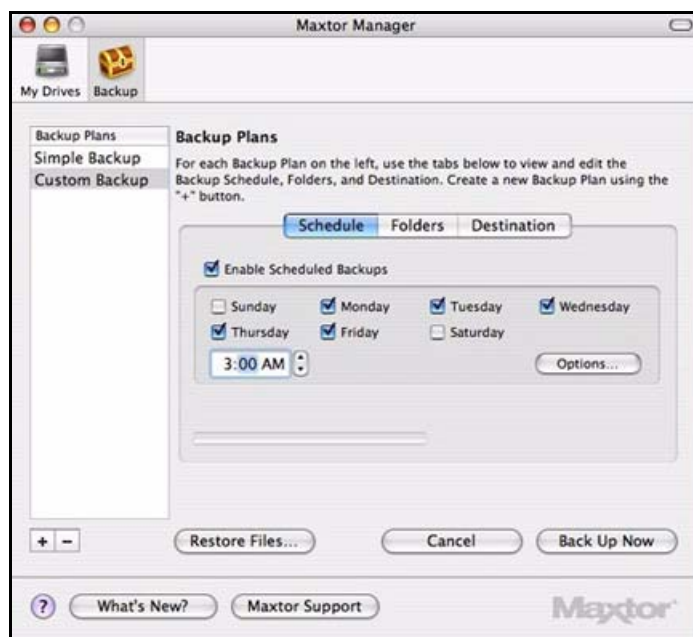 Maxtor Manager
My Drives Backup
Backup Plans
Simple Backup
Custom Backup
Backup Plans
For each Backup Plan on the left, use the tabs below to view and edit the
Backup Schedule, Folders, and Destination. Create a new Backup Plan using the
"+" button.
Schedule Folders Destination
Enable Scheduled Backups
Sunday Monday Tuesday Wednesday
Thursday Friday Saturday
3:00 AM Options...
+ − Restore Files... Cancel Back Up Now
? What's New? Maxtor Support Maxtor